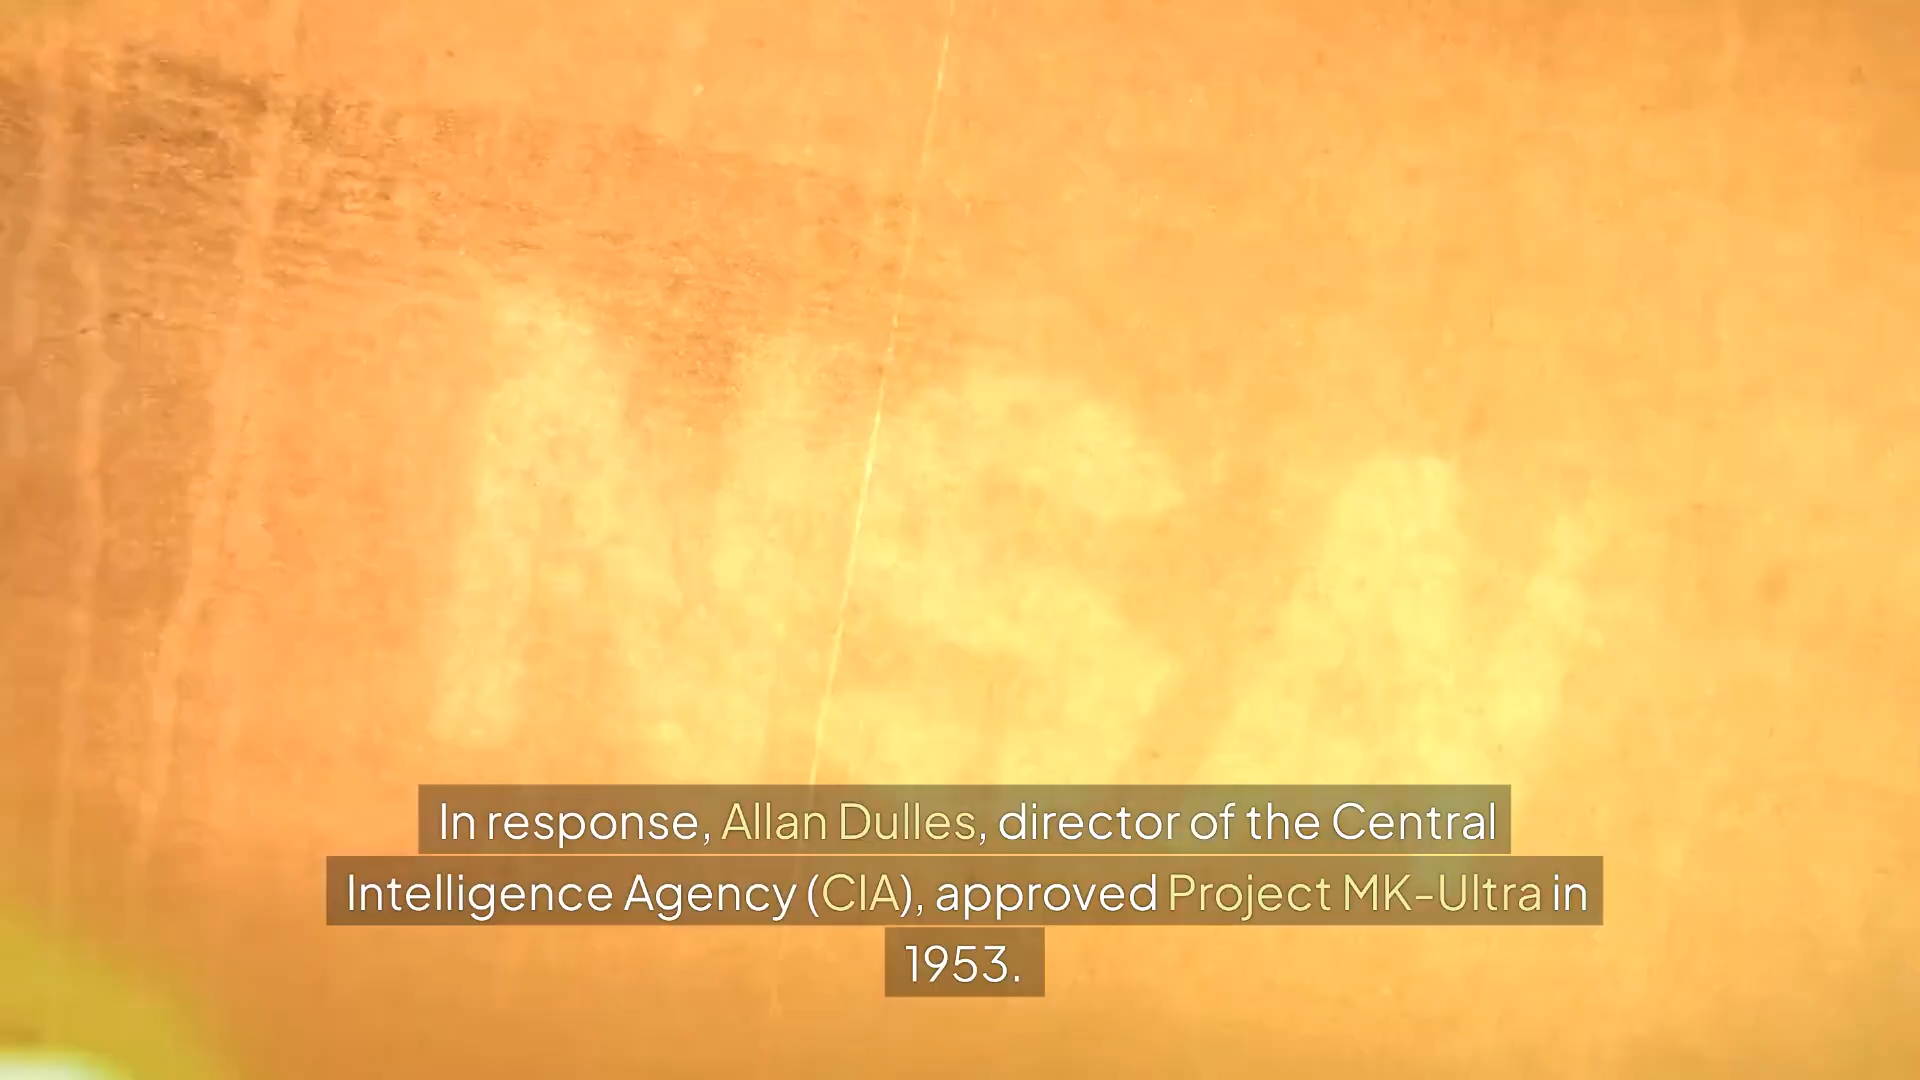 In response, Allan Dulles, director of the Central
Intelligence Agency (CIA), approved Project MK-Ultra in
1953.